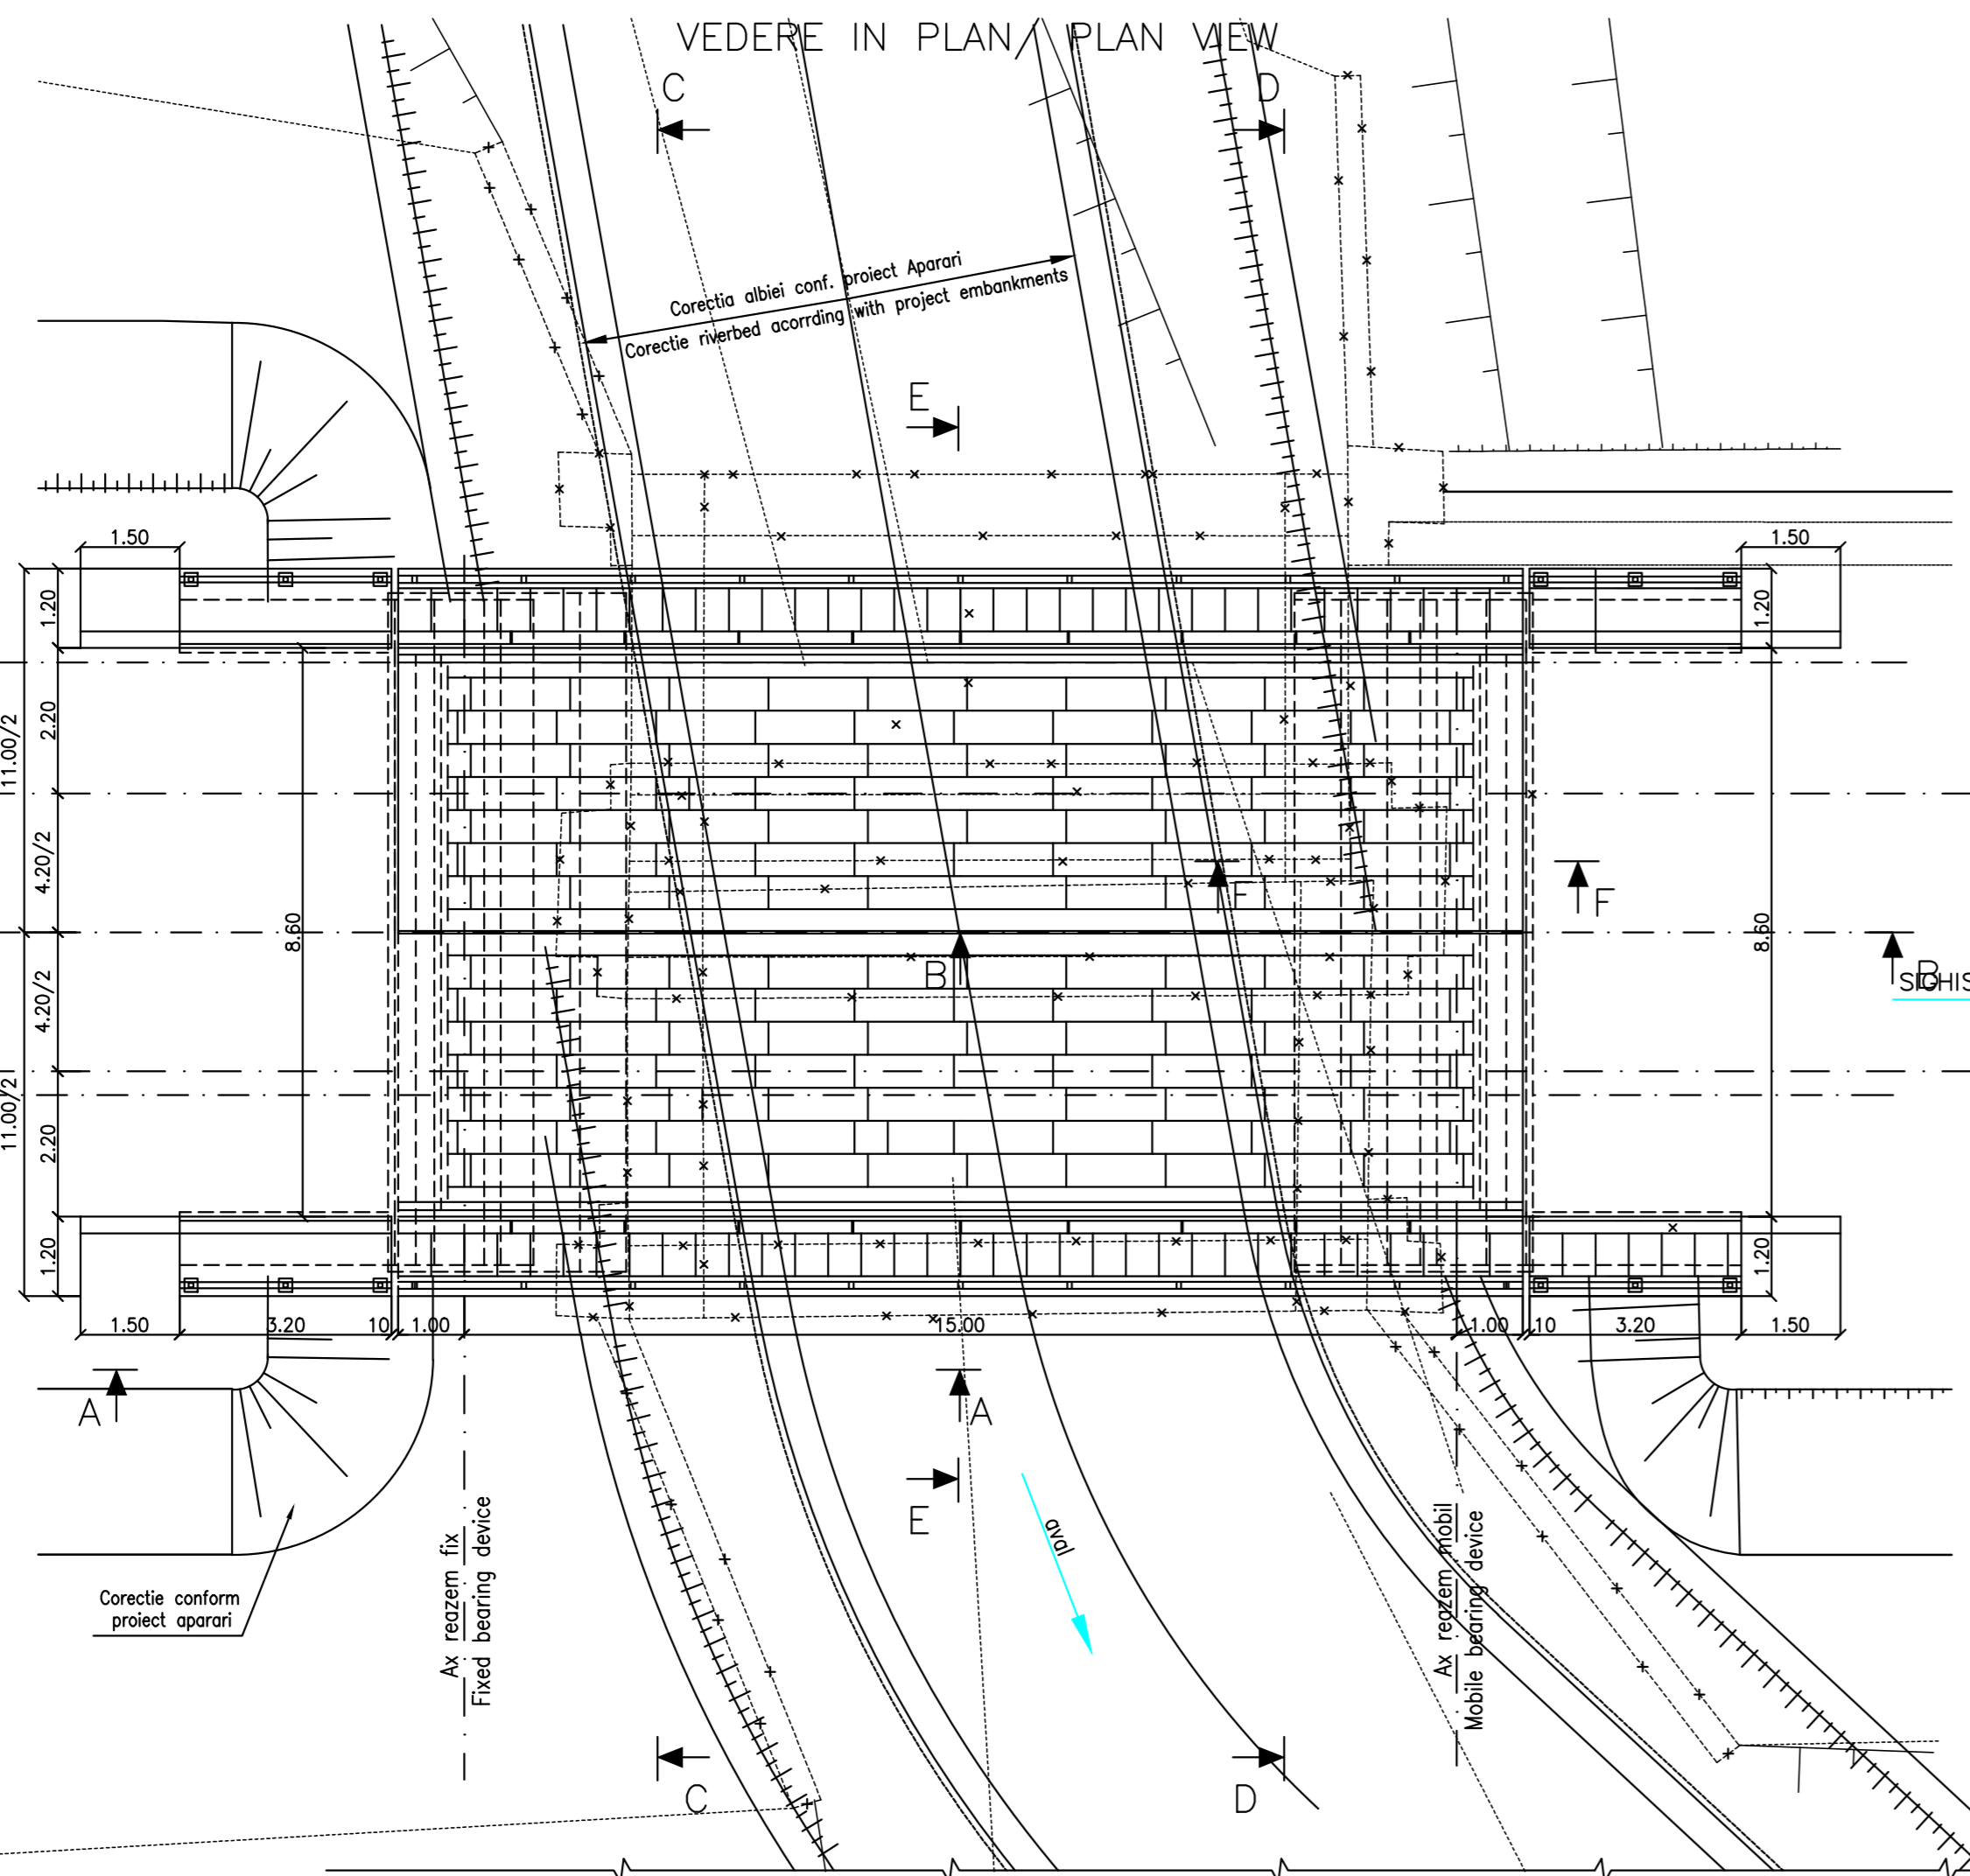 VEDERE IN PLAN/ PLAN VIEW
C
D
Corectia albiei conf. proiect Aparari
Corectie riverbed acorrding with project embankments
E
1.50
1.50
1.20
1.20
2.20
11.00/2
4.20/2
F
F
8.60
8.60
B
B
SIGHIS
4.20/2
2.20
11.00/2
1.20
1.20
1.50
3.20
10
1.00
15.00
1.00
10
3.20
1.50
A
A
E
aval
Ax reazem fix
Fixed bearing device
Ax reazem mobil
Mobile bearing device
Corectie conform
proiect aparari
C
D